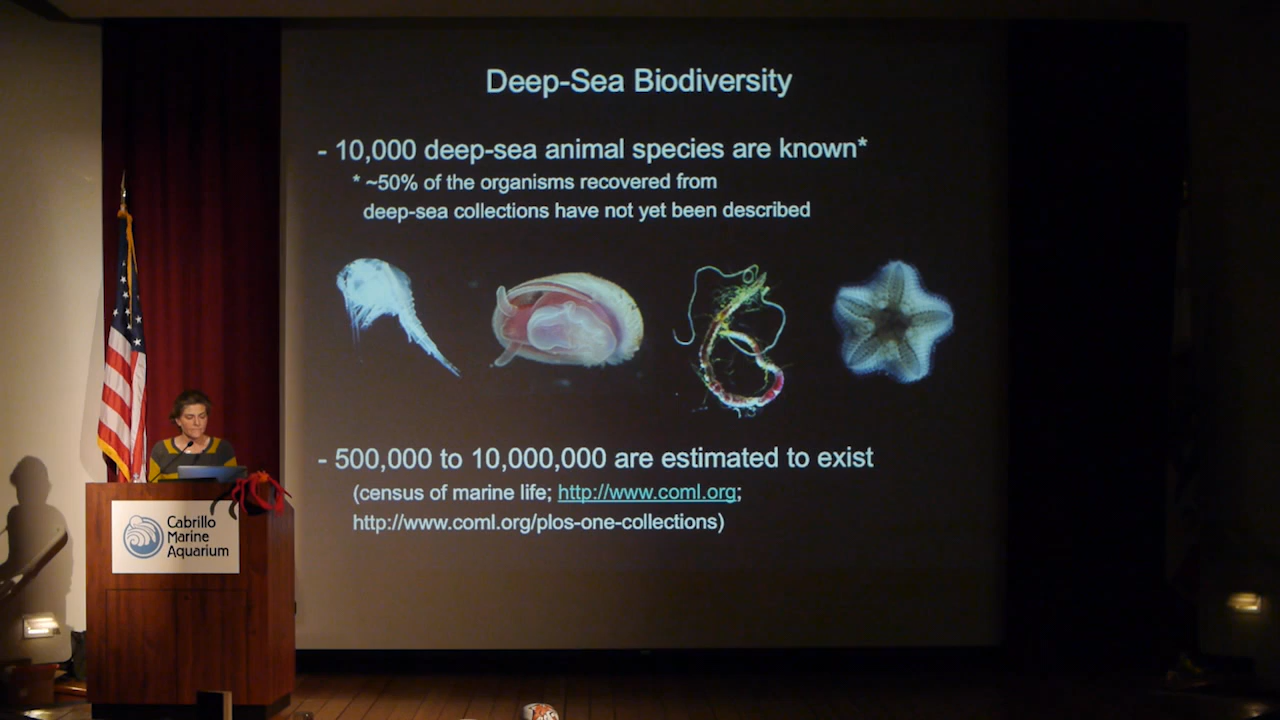 Deep-Sea Biodiversity
- 10,000 deep-sea animal species are known*
* ~50% of the organisms recovered from
deep-sea collections have not yet been described
- 500,000 to 10,000,000 are estimated to exist
(census of marine life; http://www.coml.org;
http://www.coml.org/plos-one-collections)
Cabrillo
Marine
Aquarium